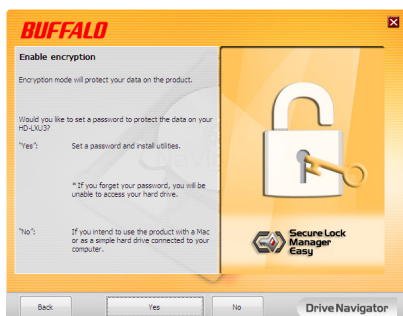 BUFFALO
Enable encryption
Encryption mode will protect your data on the product.
Would you like to set a password to protect the data on your
HD-LXU3?
"Yes": Set a password and install utilities.
* If you forget your password, you will be
unable to access your hard drive.
"No": If you intend to use the product with a Mac
or as a simple hard drive connected to your
computer.
Secure Lock
Manager
Easy
Back Yes No DriveNavigator